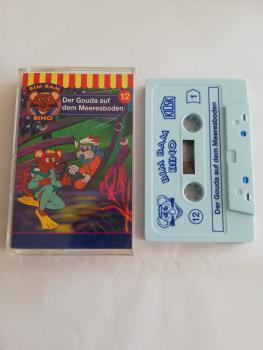 BIM BAM
BINO
Der Gouda auf
dem Meeresboden
12
KIOSK
1
BIM BAM
BINO
12
Der Gouda auf dem Meeresboden